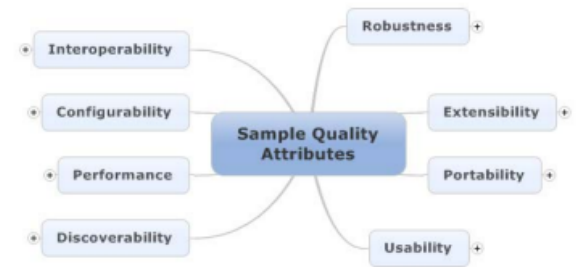 Robustness
Interoperability
Configurability
Extensibility
Sample Quality
Attributes
Performance
Portability
Discoverability
Usability